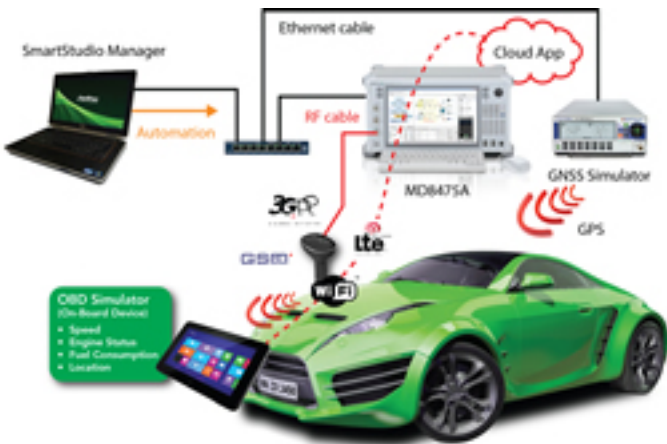 Ethernet cable
SmartStudio Manager
Cloud App
RF cable
Automation
MD8475A
GNSS Simulator
GPS
3GPP
GSM
Lte
WiFi
OBD Simulator
(On-Board Device)
• Speed
• Engine Status
• Fuel Consumption
• Location